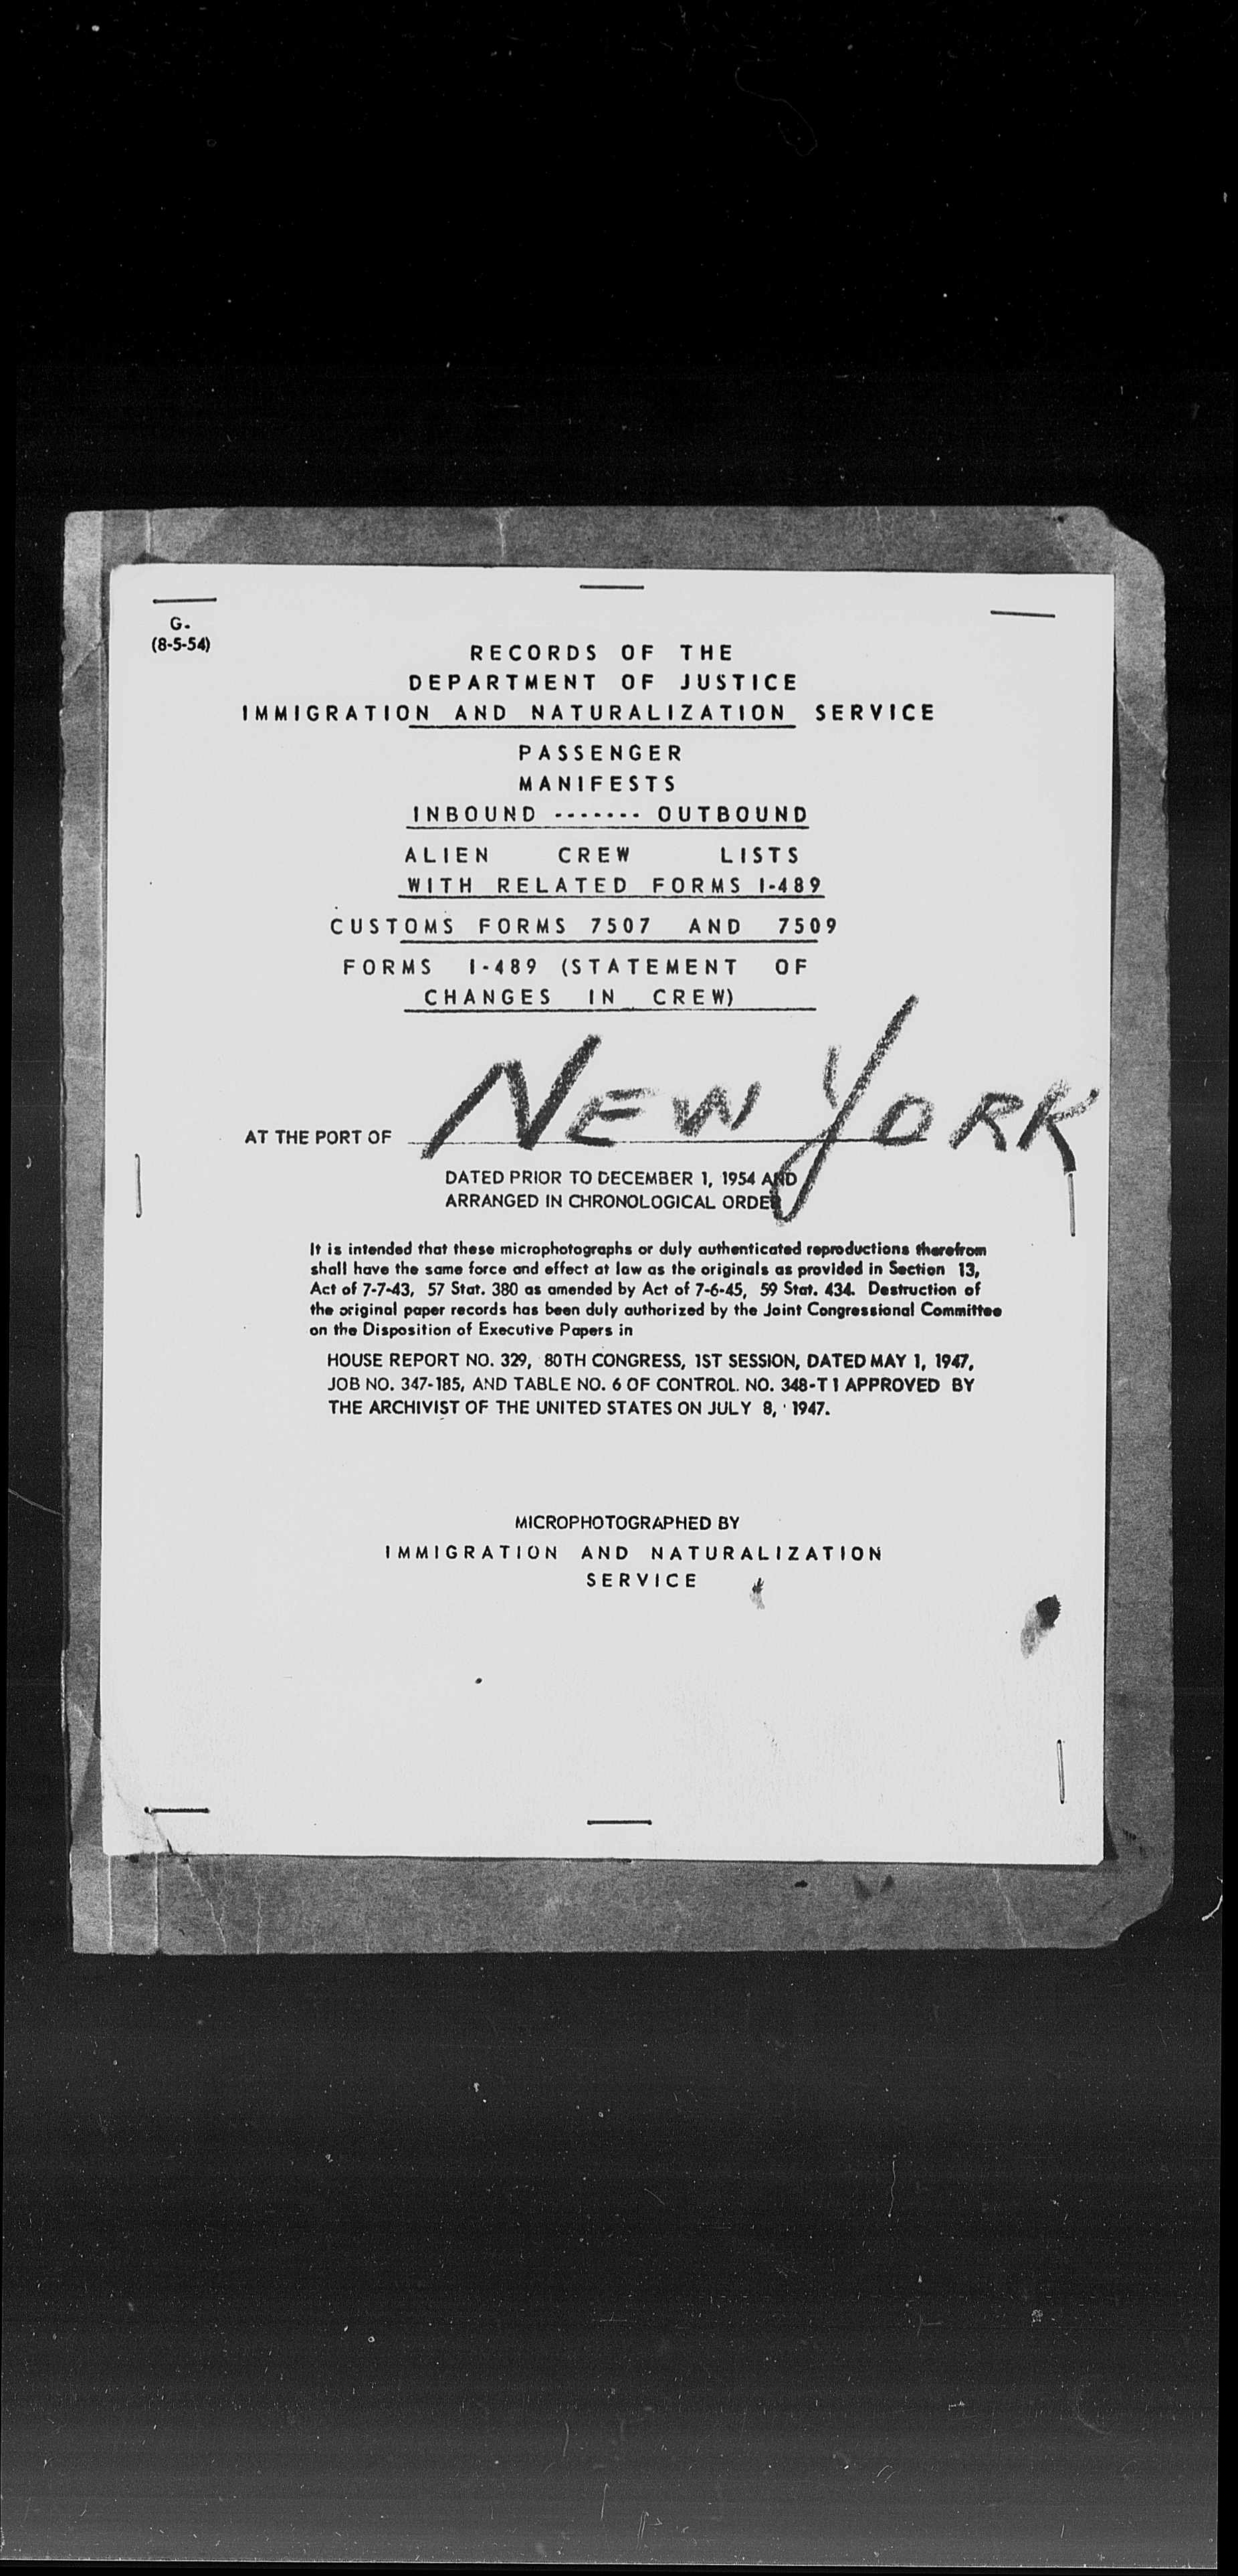 G.
(8-5-54)
RECORDS OF THE
DEPARTMENT OF JUSTICE
IMMIGRATION AND NATURALIZATION SERVICE
PASSENGER
MANIFESTS
INBOUND ------- OUTBOUND
ALIEN CREW LISTS
WITH RELATED FORMS I-489
CUSTOMS FORMS 7507 AND 7509
FORMS I-489 (STATEMENT OF
CHANGES IN CREW)
AT THE PORT OF NEW YORK
DATED PRIOR TO DECEMBER 1, 1954 AND
ARRANGED IN CHRONOLOGICAL ORDER
It is intended that these microphotographs or duly authenticated reproductions therefrom
shall have the same force and effect at law as the originals as provided in Section 13,
Act of 7-7-43, 57 Stat. 380 as amended by Act of 7-6-45, 59 Stat. 434. Destruction of
the original paper records has been duly authorized by the Joint Congressional Committee
on the Disposition of Executive Papers in
HOUSE REPORT NO. 329, 80TH CONGRESS, 1ST SESSION, DATED MAY 1, 1947,
JOB NO. 347-185, AND TABLE NO. 6 OF CONTROL. NO. 348-T1 APPROVED BY
THE ARCHIVIST OF THE UNITED STATES ON JULY 8, 1947.
MICROPHOTOGRAPHED BY
IMMIGRATION AND NATURALIZATION
SERVICE